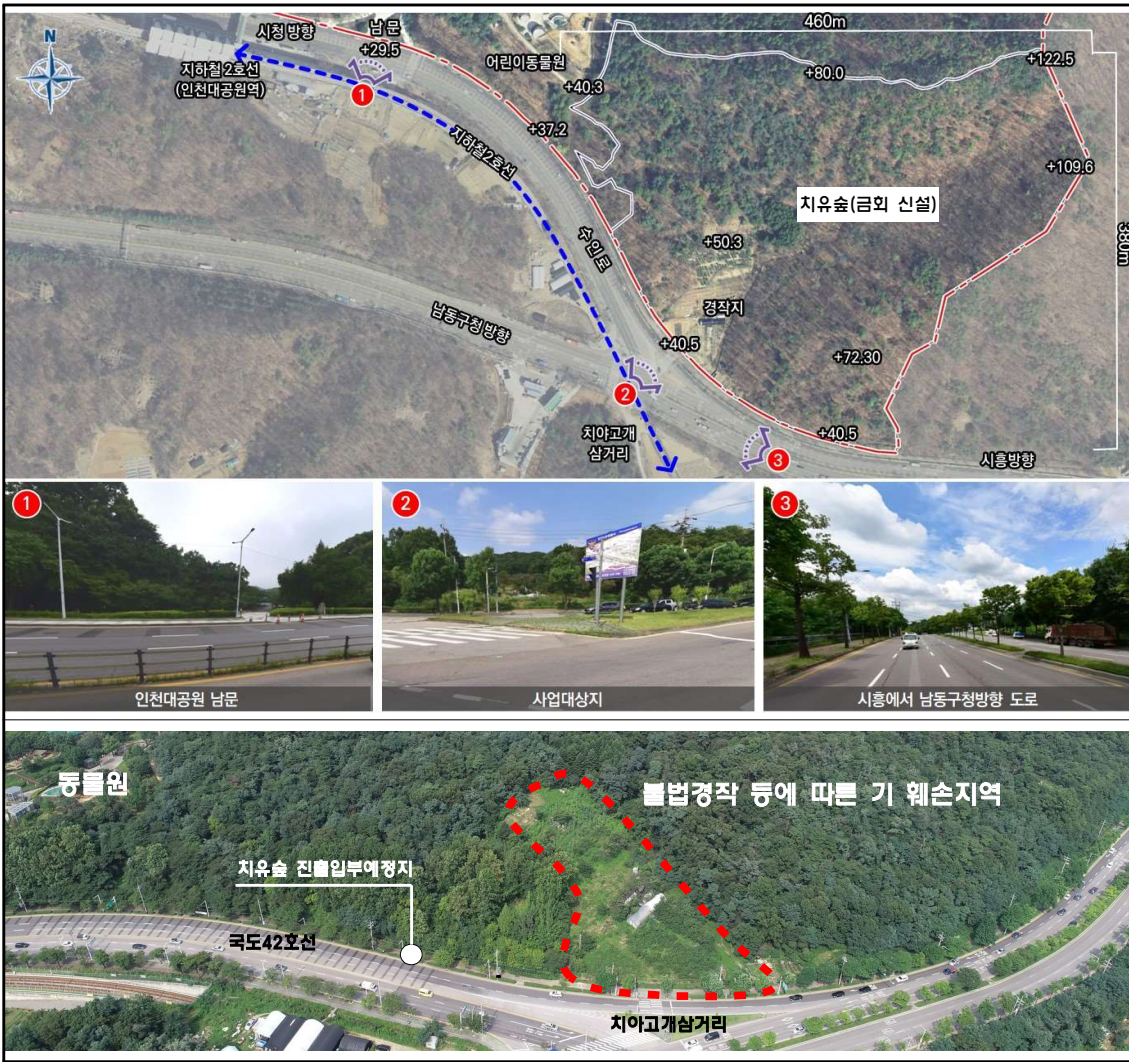 N
시청 방향
남 문
+29.5
460m
어린이동물원
지하철 2호선
(인천대공원역)
+40.3
+80.0
+122.5
1
지하철2호선
+37.2
+109.6
치유숲(금회 신설)
수인로
+50.3
380m
경작지
남동구청 방향
+40.5
+72.30
2
치야고개
삼거리
+40.5
3
시흥방향
1
인천대공원 남문
2
사업대상지
3
시흥에서 남동구청방향 도로
동물원
불법경작 등에 따른 기 훼손지역
치유숲 진출입부예정지
국도42호선
치야고개삼거리